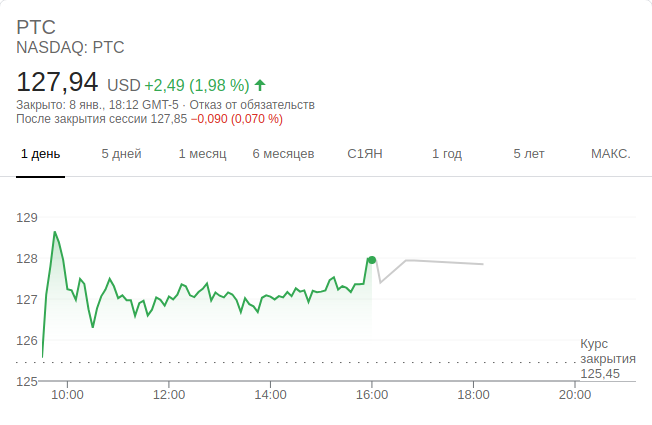 PTC
NASDAQ: PTC
127,94 USD +2,49 (1,98 %)
Закрыто: 8 янв., 18:12 GMT-5 · Отказ от обязательств
После закрытия сессии 127,85 −0,090 (0,070 %)
1 день 5 дней 1 месяц 6 месяцев С1ЯН 1 год 5 лет МАКС.
129
128
127
126
125
Курс
закрытия
125,45
10:00 12:00 14:00 16:00 18:00 20:00